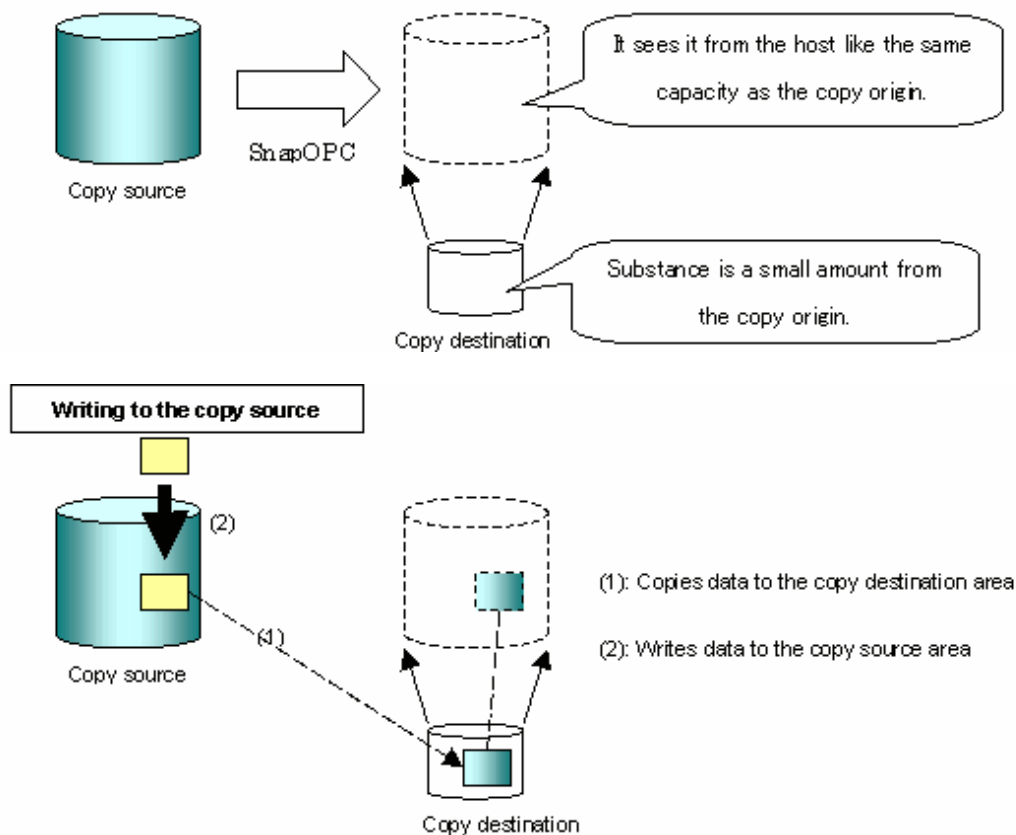 It sees it from the host like the same
capacity as the copy origin.
SnapOPC
Copy source
Substance is a small amount from
the copy origin.
Copy destination
Writing to the copy source
(2)
(1): Copies data to the copy destination area
(1)
(2): Writes data to the copy source area
Copy source
Copy destination